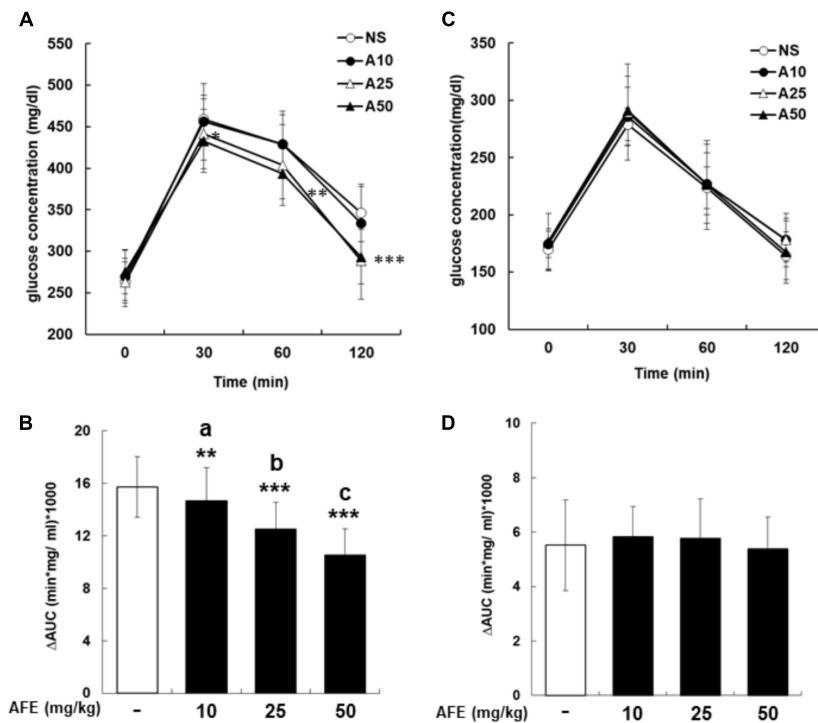 A
glucose concentration (mg/dl)
550
500
450
400
350
300
250
200
NS
A10
A25
A50
*
**
***
0 30 60 120
Time (min)
C
glucose concentration(mg/dl)
350
300
250
200
150
100
NS
A10
A25
A50
0 30 60 120
Time (min)
B
ΔAUC (min*mg/ ml)*1000
20
16
12
8
4
0
a
**
b
***
c
***
AFE (mg/kg) - 10 25 50
D
ΔAUC (min*mg/ ml)*1000
10
8
6
4
2
0
AFE (mg/kg) - 10 25 50